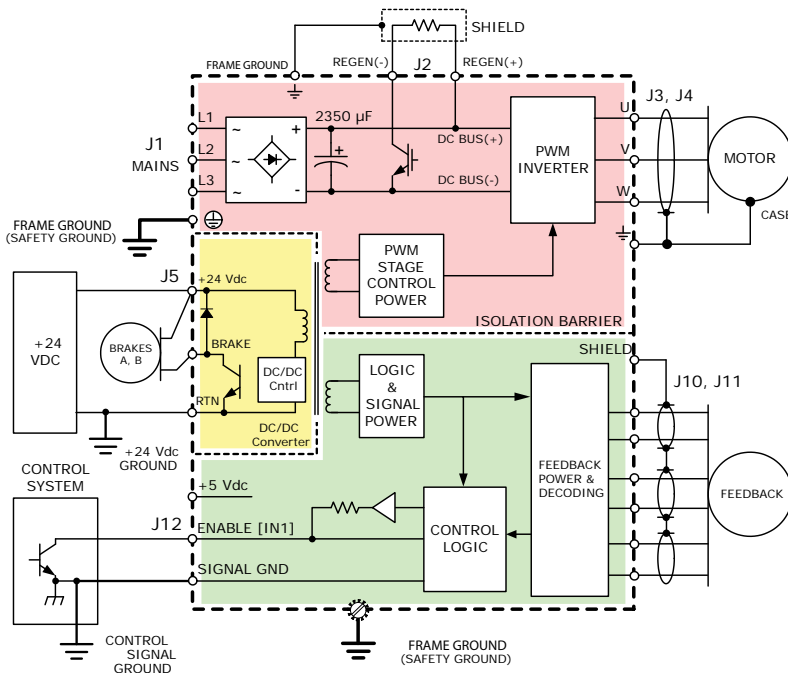 SHIELD
FRAME GROUND
REGEN(-)
J2
REGEN(+)
J1
MAINS
L1
L2
L3
~
~
~
+
-
2350 µF
+
DC BUS(+)
DC BUS(-)
PWM
INVERTER
U
V
W
J3, J4
MOTOR
CASE
FRAME GROUND
(SAFETY GROUND)
PWM
STAGE
CONTROL
POWER
ISOLATION BARRIER
J5
+24 Vdc
+24
VDC
BRAKES
A, B
BRAKE
RTN
DC/DC
Cntrl
DC/DC
Converter
+24 Vdc
GROUND
LOGIC
&
SIGNAL
POWER
SHIELD
J10, J11
FEEDBACK
POWER &
DECODING
FEEDBACK
CONTROL
SYSTEM
+5 Vdc
J12
ENABLE [IN1]
SIGNAL GND
CONTROL
LOGIC
CONTROL
SIGNAL
GROUND
FRAME GROUND
(SAFETY GROUND)